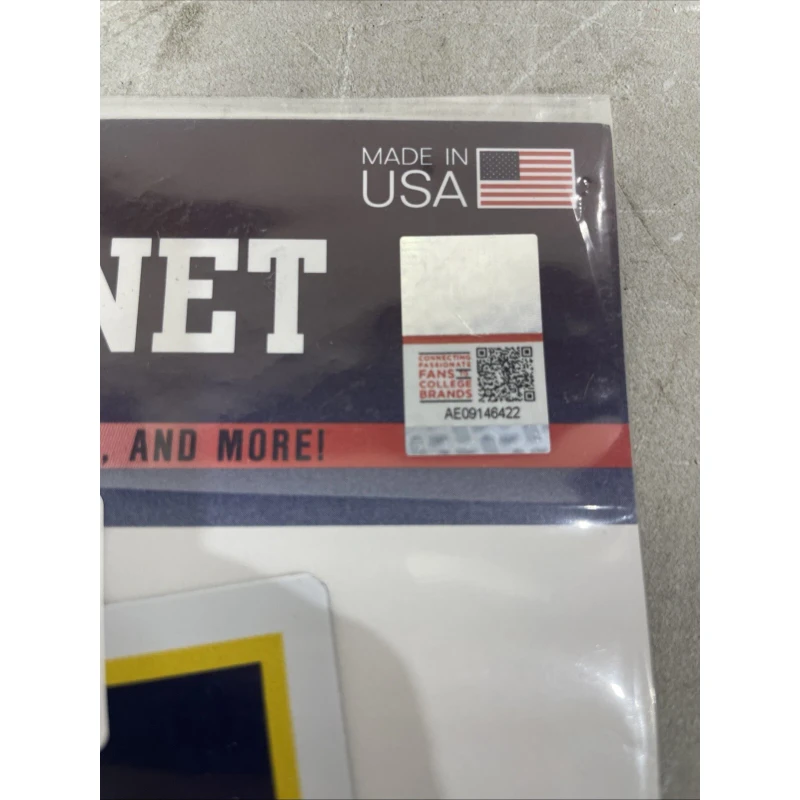 MADE IN
USA
NET
CONNECTING
PASSIONATE
FANS TO
COLLEGE
BRANDS
AE09146422
, AND MORE!